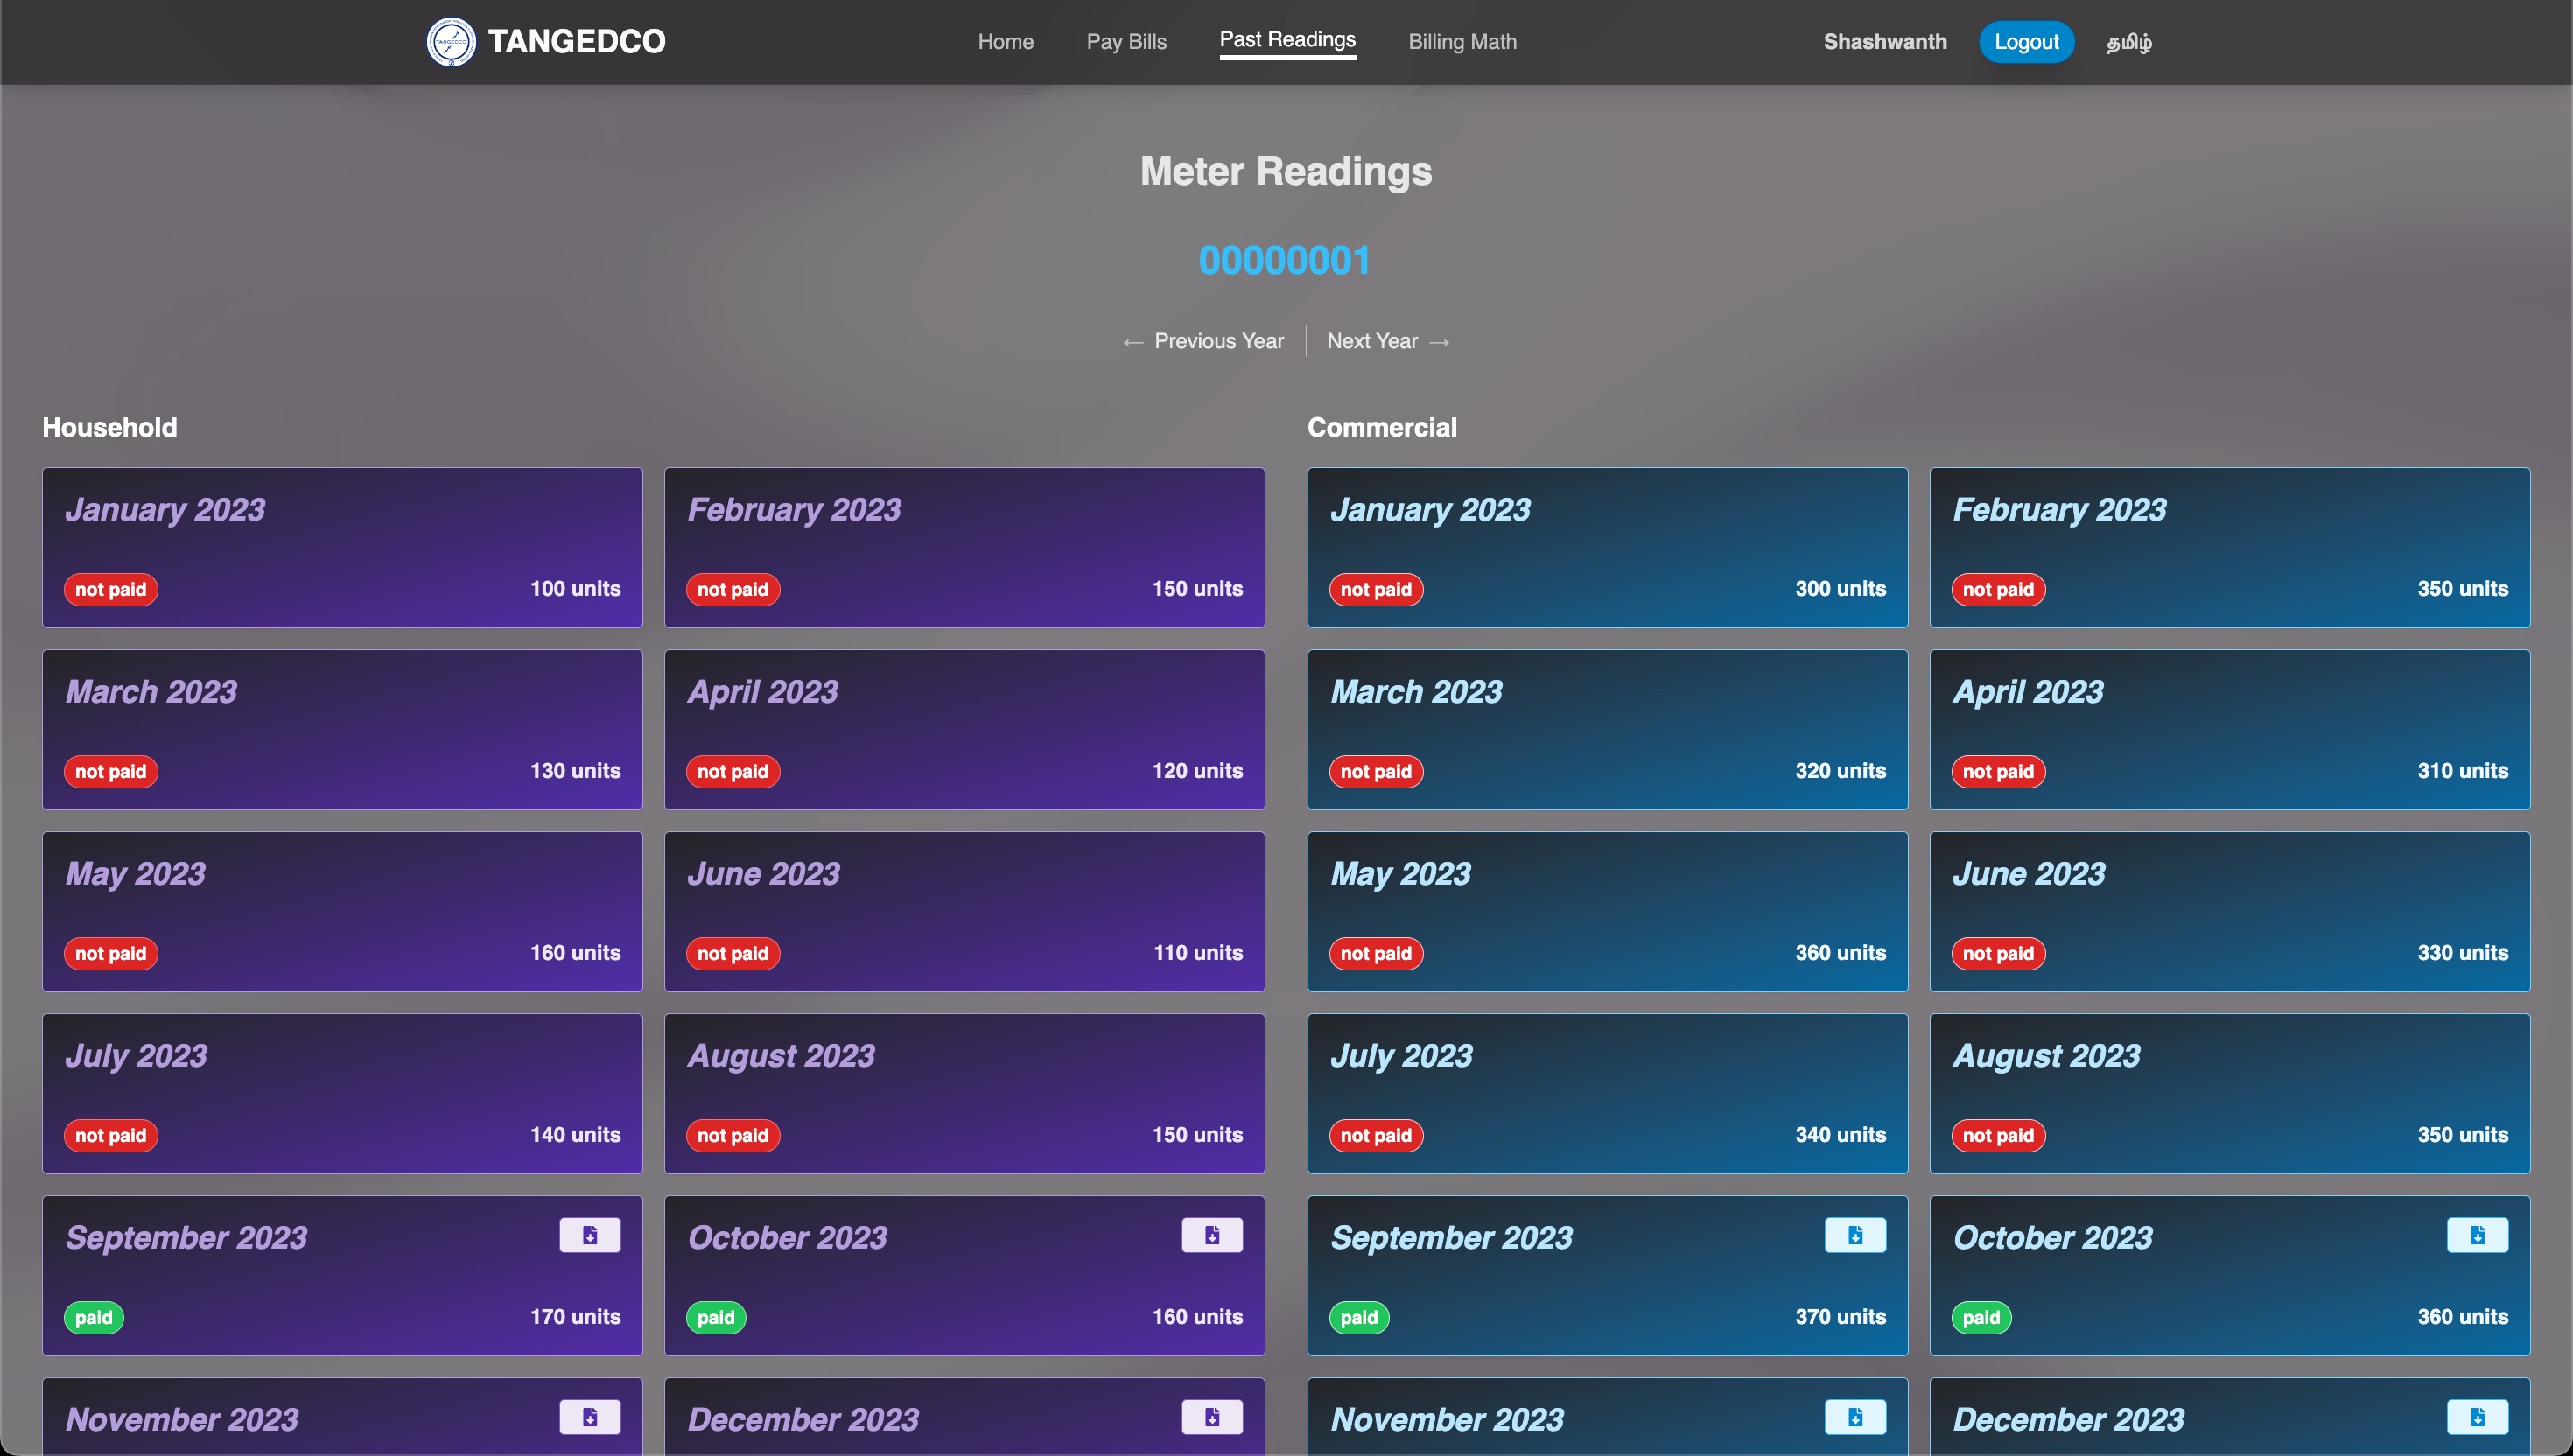 TANGEDCO
Home Pay Bills Past Readings Billing Math
Shashwanth Logout தமிழ்
Meter Readings
00000001
← Previous Year Next Year →
Household
January 2023
not paid 100 units
February 2023
not paid 150 units
March 2023
not paid 130 units
April 2023
not paid 120 units
May 2023
not paid 160 units
June 2023
not paid 110 units
July 2023
not paid 140 units
August 2023
not paid 150 units
September 2023
paid 170 units
October 2023
paid 160 units
November 2023
December 2023
Commercial
January 2023
not paid 300 units
February 2023
not paid 350 units
March 2023
not paid 320 units
April 2023
not paid 310 units
May 2023
not paid 360 units
June 2023
not paid 330 units
July 2023
not paid 340 units
August 2023
not paid 350 units
September 2023
paid 370 units
October 2023
paid 360 units
November 2023
December 2023